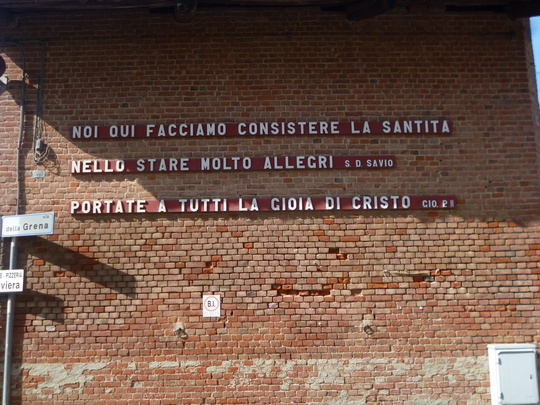 NOI QUI FACCIAMO CONSISTERE LA SANTITA
NELLO STARE MOLTO ALLEGRI S. D. SAVIO
PORTATE A TUTTI LA GIOIA DI CRISTO GIO. P. II
della Grena
PIZZERIA
viera
B.I.